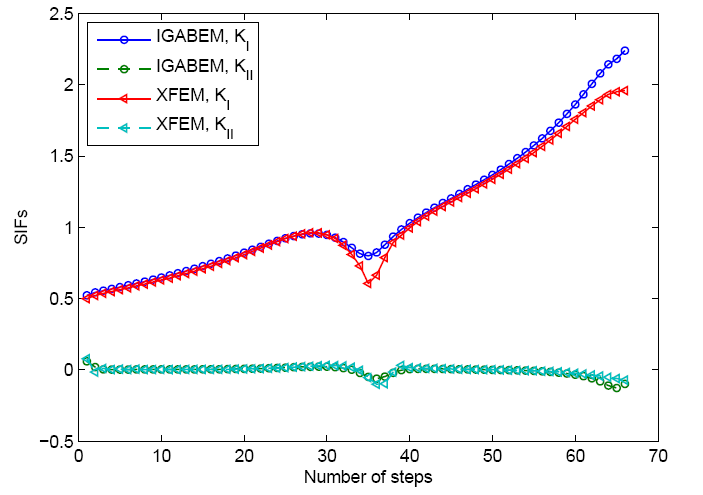 2.5
IGABEM, K_I
IGABEM, K_II
XFEM, K_I
XFEM, K_II
2
1.5
SIFs
1
0.5
0
−0.5
0 10 20 30 40 50 60 70
Number of steps